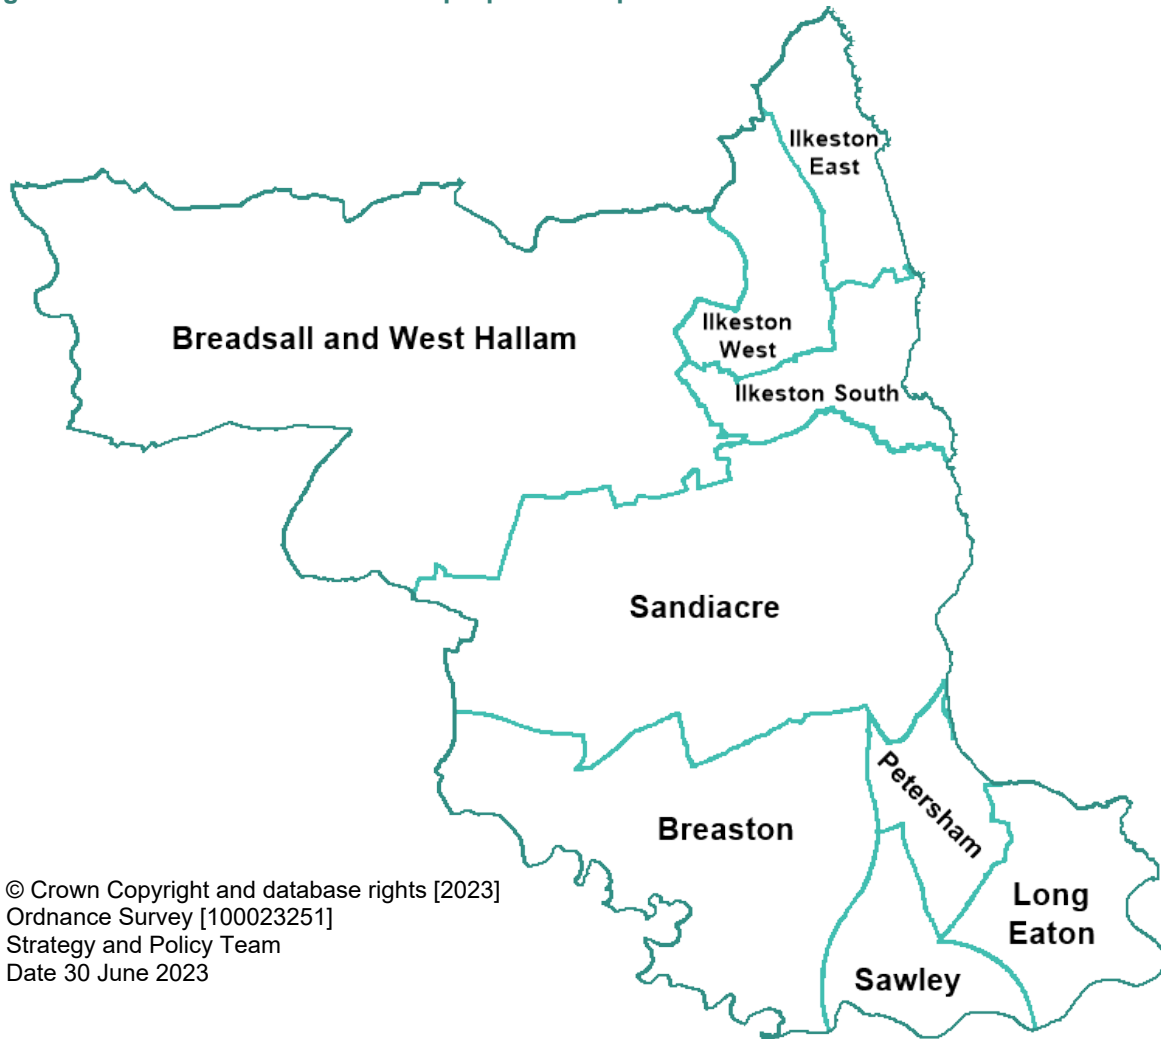 Ilkeston
East
Ilkeston
West
Breadsall and West Hallam
Ilkeston South
Sandiacre
Petersham
Breaston
Long
Eaton
Sawley
© Crown Copyright and database rights [2023]
Ordnance Survey [100023251]
Strategy and Policy Team
Date 30 June 2023